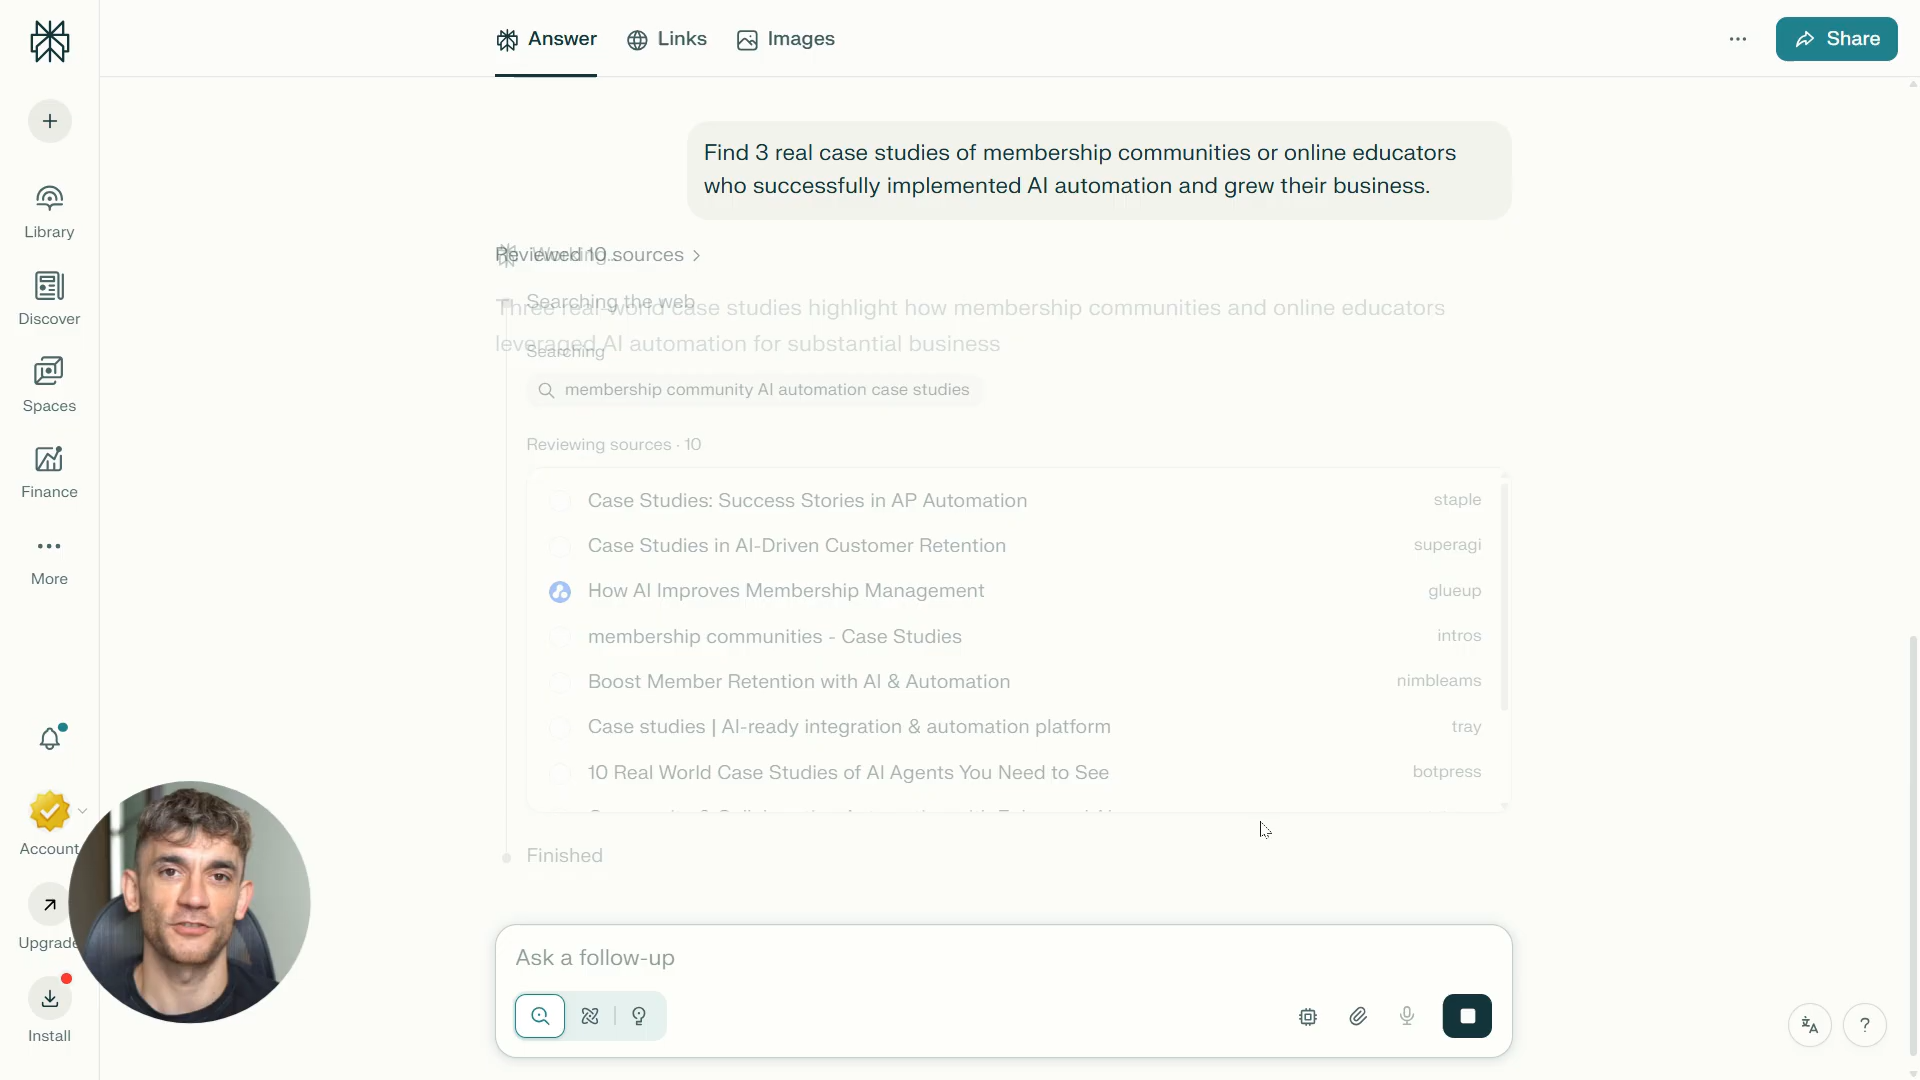 Answer
Links
Images
Share
Find 3 real case studies of membership communities or online educators
who successfully implemented AI automation and grew their business.
Reviewed 10 sources
Working...
Searching the web
Three real-world case studies highlight how membership communities and online educators
leveraged AI automation for substantial business
Searching
membership community AI automation case studies
Reviewing sources · 10
Case Studies: Success Stories in AP Automation
staple
Case Studies in AI-Driven Customer Retention
superagi
How AI Improves Membership Management
glueup
membership communities - Case Studies
intros
Boost Member Retention with AI & Automation
nimbleams
Case studies | AI-ready integration & automation platform
tray
10 Real World Case Studies of AI Agents You Need to See
botpress
Finished
Ask a follow-up
Library
Discover
Spaces
Finance
More
Account
Upgrade
Install